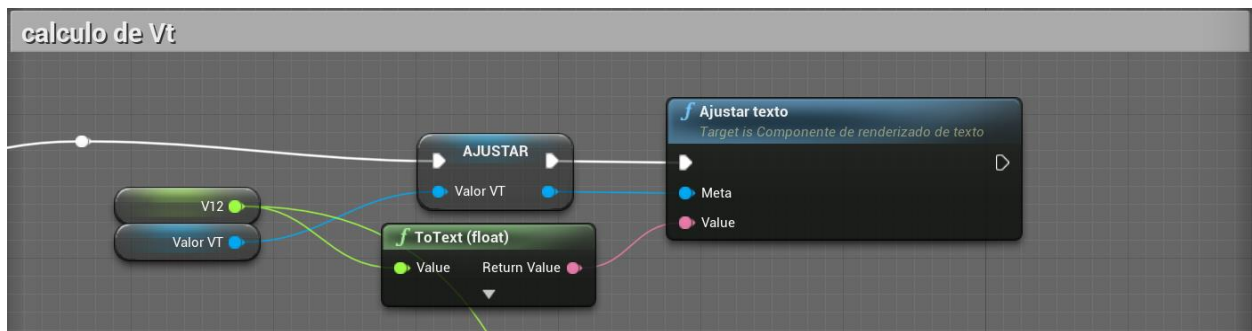 calculo de Vt
Ajustar texto
Target is Componente de renderizado de texto
AJUSTAR
Valor VT
Meta
V12
Value
Valor VT
ToText (float)
Value
Return Value